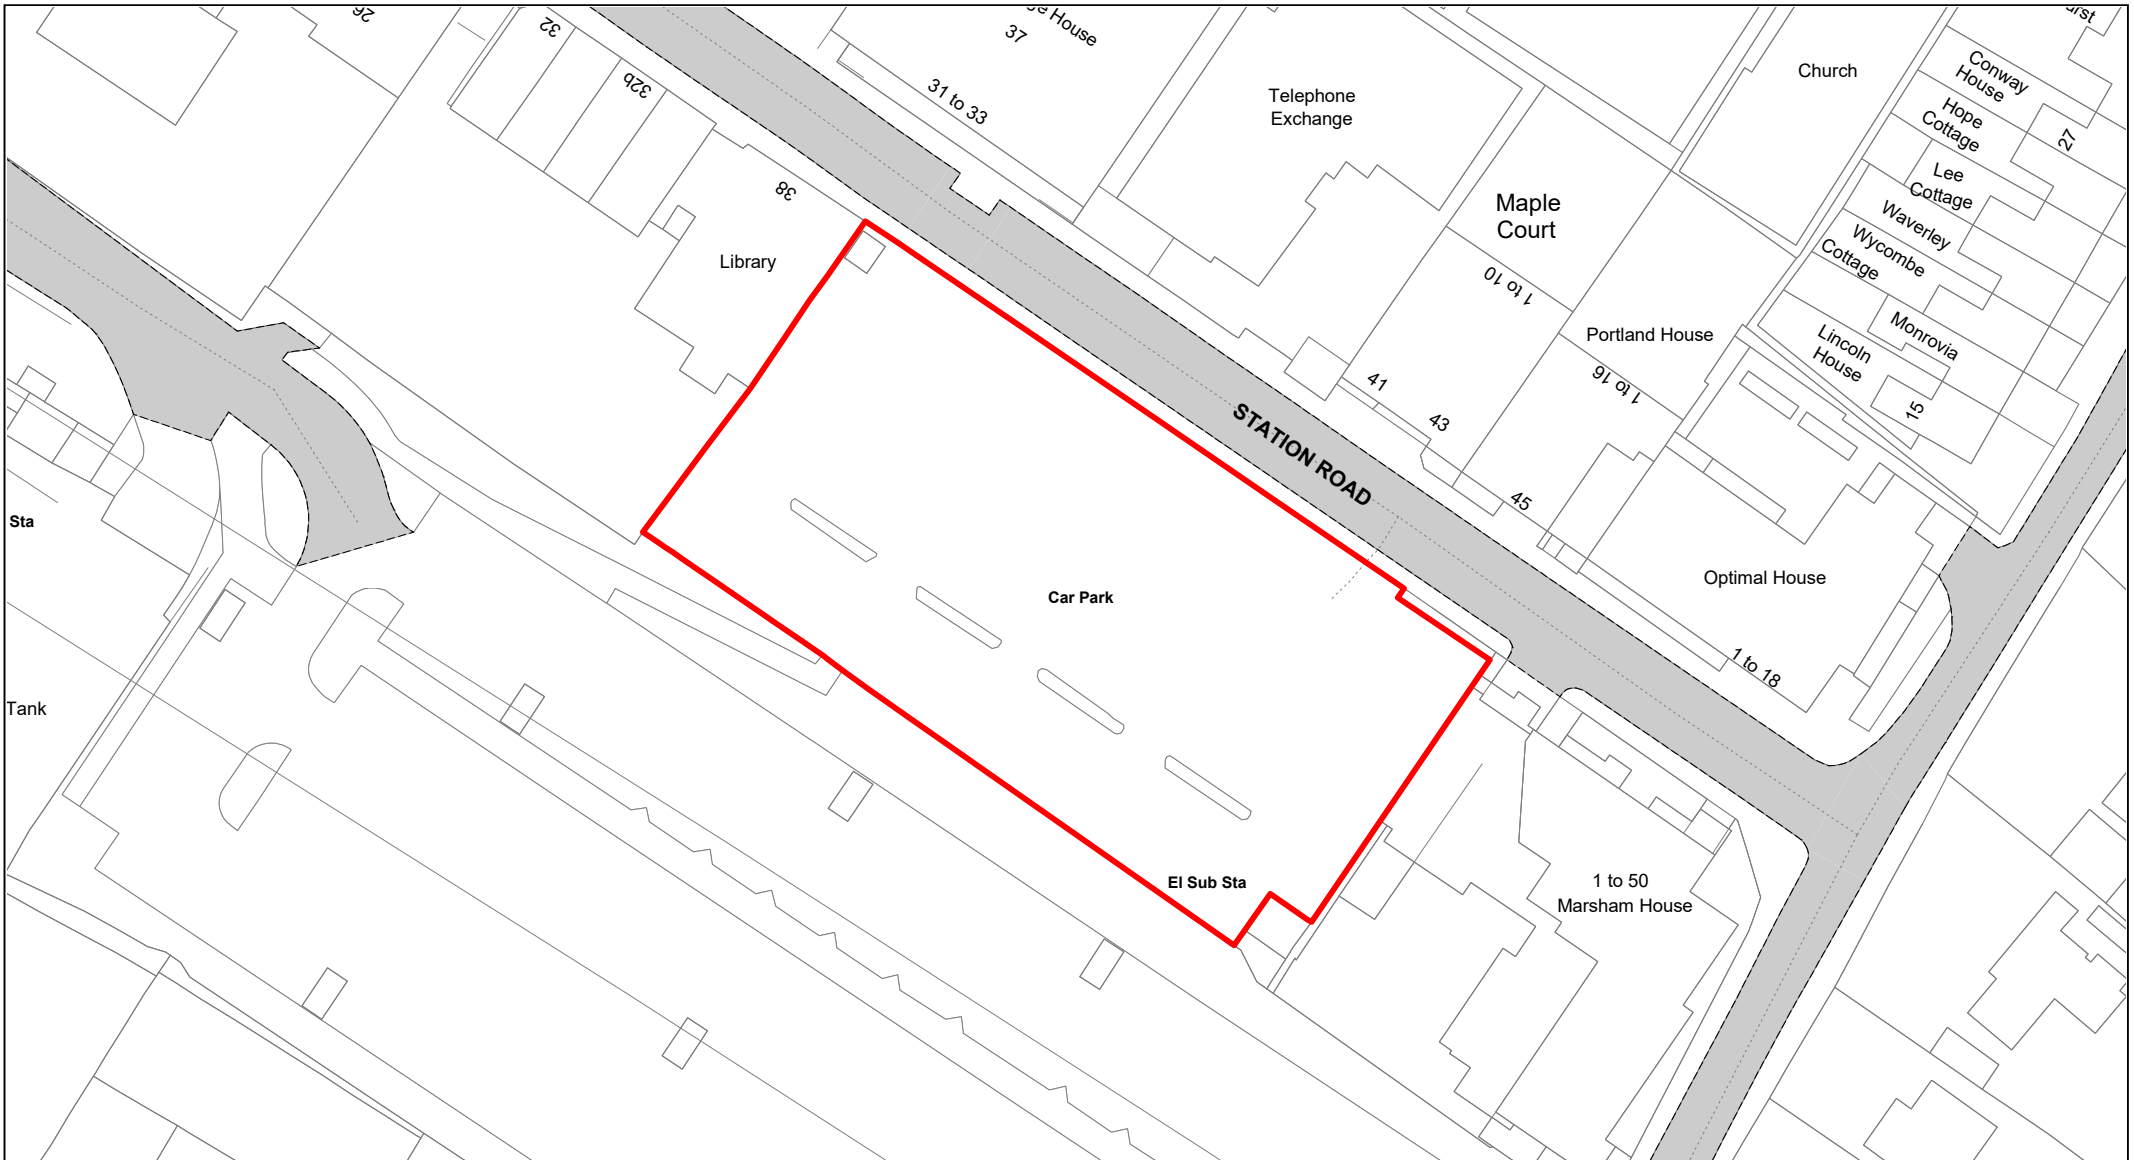 26
32
32b
38
Library
ge House
37
31 to 33
Telephone
Exchange
Maple
Court
1 to 10
Church
Conway
House
Hope
Cottage
27
Lee
Cottage
Waverley
Wycombe
Cottage
Monrovia
Lincoln
House
15
Portland House
1 to 16
41
43
45
STATION ROAD
Optimal House
1 to 18
Car Park
El Sub Sta
1 to 50
Marsham House
Sta
Tank